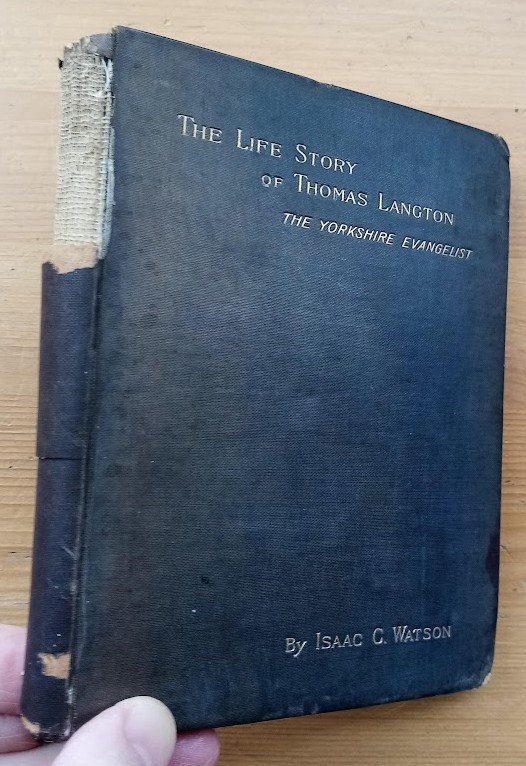 THE LIFE STORY
OF THOMAS LANGTON
THE YORKSHIRE EVANGELIST
By ISAAC C. WATSON